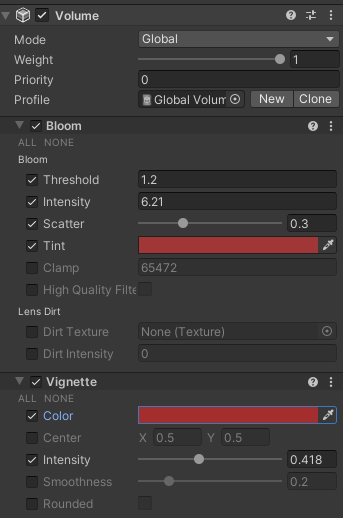 Volume
Mode Global
Weight 1
Priority 0
Profile Global Volum New Clone
Bloom
ALL NONE
Bloom
Threshold 1.2
Intensity 6.21
Scatter 0.3
Tint
Clamp 65472
High Quality Filte
Lens Dirt
Dirt Texture None (Texture)
Dirt Intensity 0
Vignette
ALL NONE
Color
Center X 0.5 Y 0.5
Intensity 0.418
Smoothness 0.2
Rounded